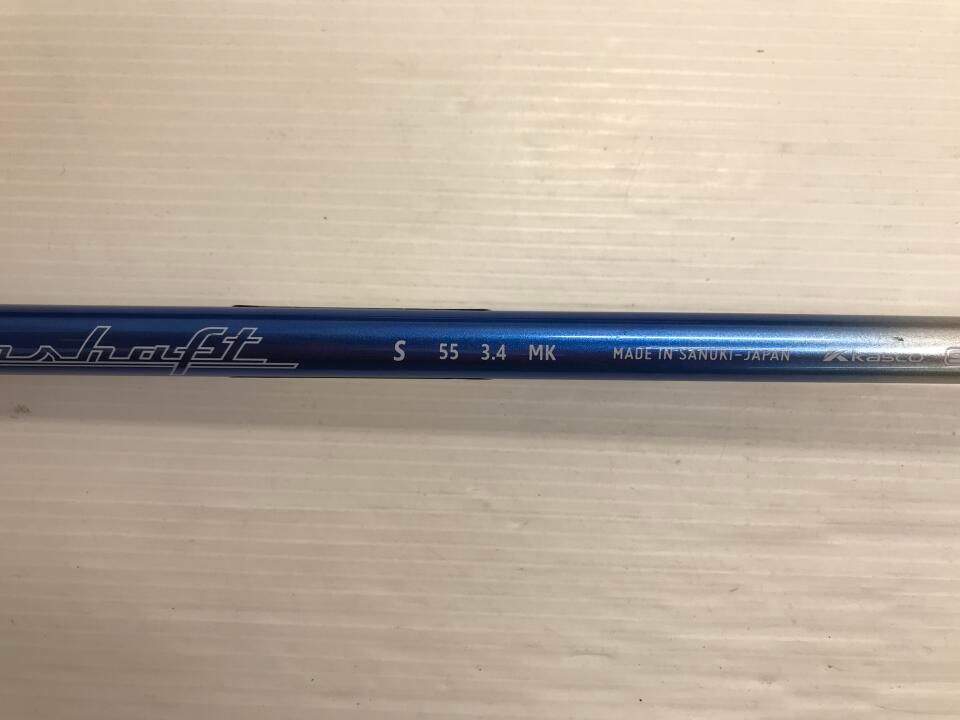 shaft S 55 3.4 MK MADE IN SANUKI-JAPAN Kasco